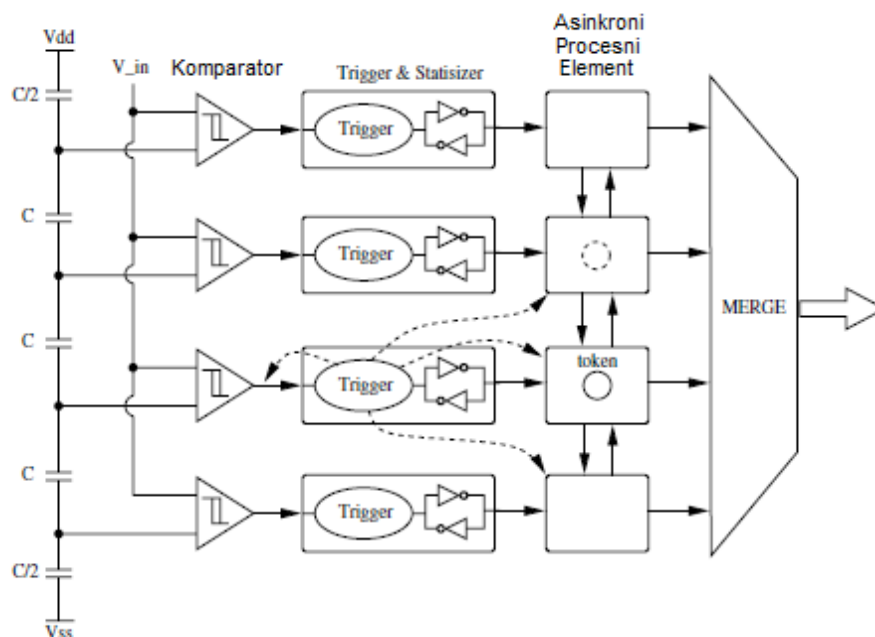 Vdd
V_in
Komparator
Trigger & Statisizer
Asinkroni
Procesni
Element
C/2
Trigger
C
Trigger
C
MERGE
token
Trigger
C
Trigger
C/2
Vss